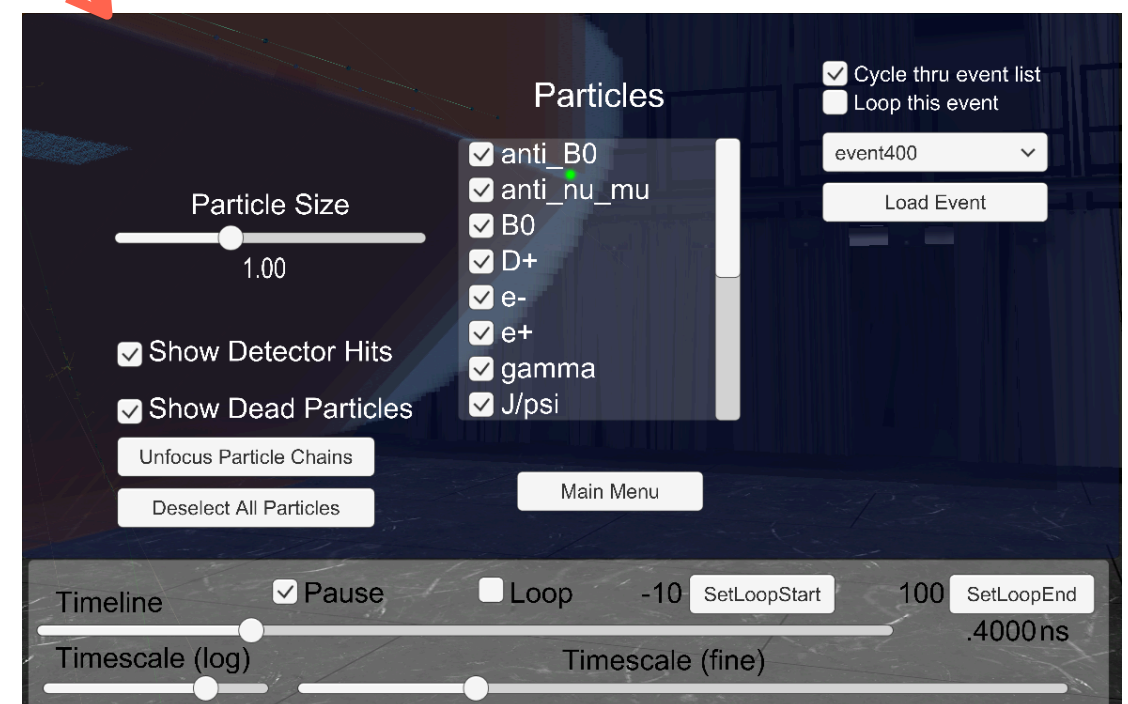 Particles
Cycle thru event list
Loop this event
event400
Load Event
anti_B0
anti_nu_mu
B0
D+
e-
e+
gamma
J/psi
Particle Size
1.00
Show Detector Hits
Show Dead Particles
Unfocus Particle Chains
Deselect All Particles
Main Menu
Timeline
Pause
Loop
-10 SetLoopStart
100 SetLoopEnd
.4000ns
Timescale (log)
Timescale (fine)